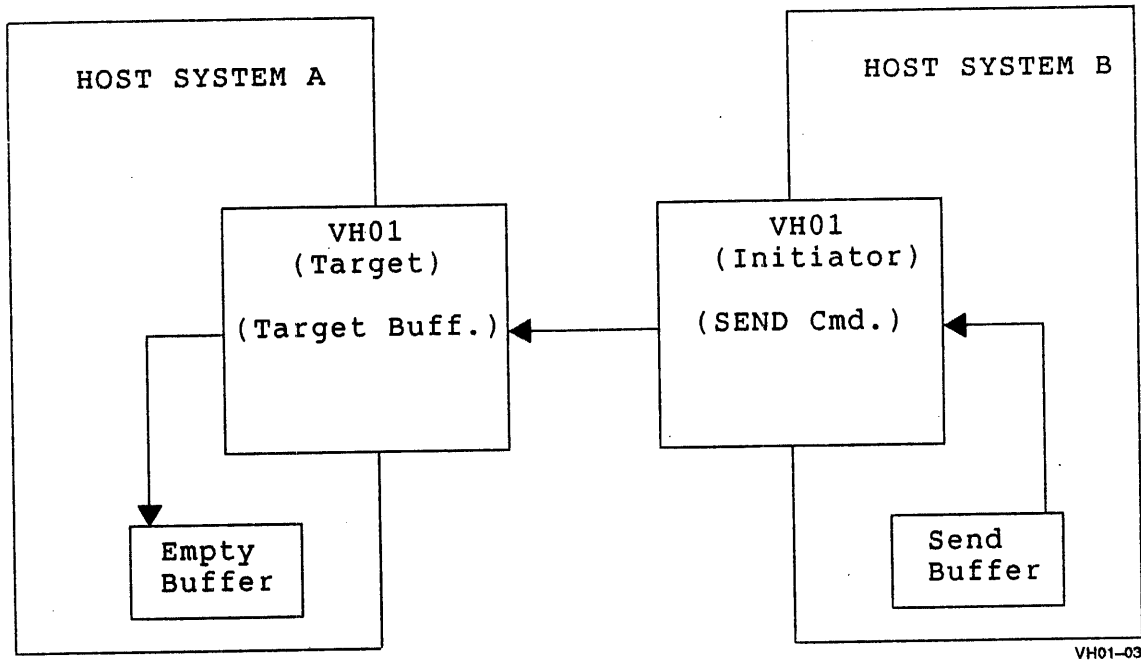 HOST SYSTEM A
HOST SYSTEM B
VH01
(Target)
(Target Buff.)
VH01
(Initiator)
(SEND Cmd.)
Empty
Buffer
Send
Buffer
VH01–03